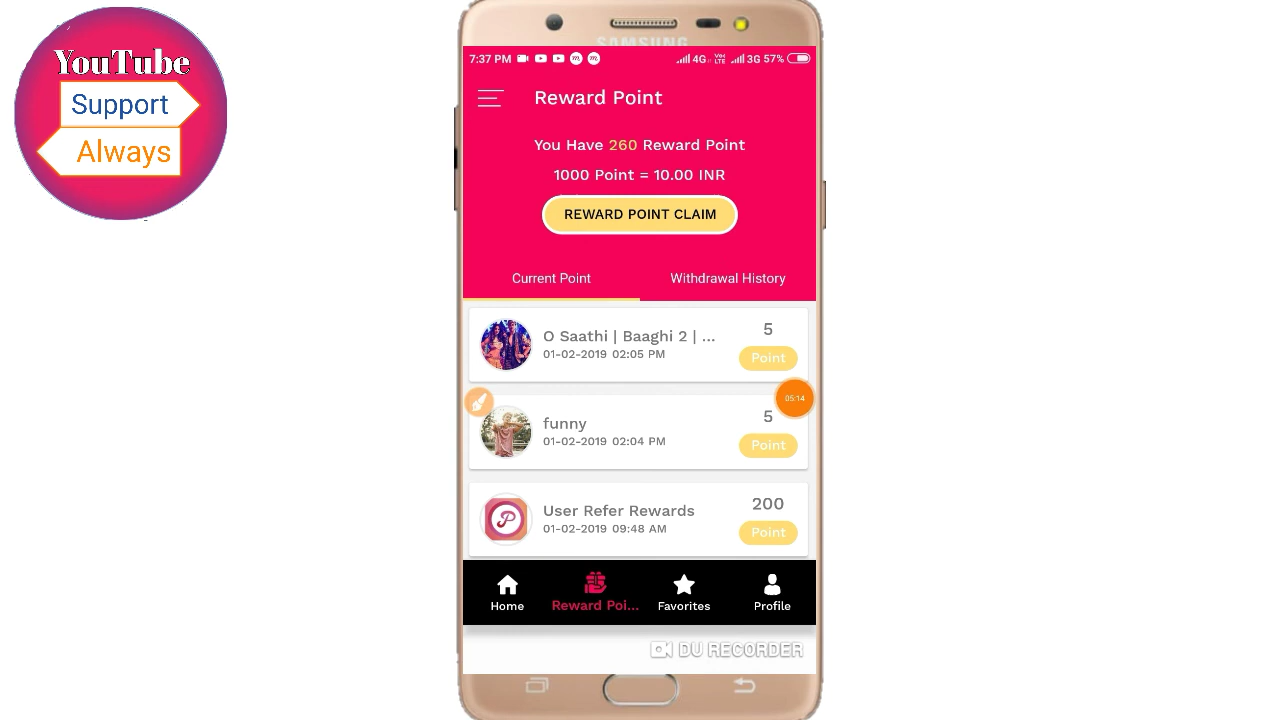 YouTube
Support
Always
SAMSUNG
7:37 PM
4G VoLTE 3G 57%
Reward Point
You Have 260 Reward Point
1000 Point = 10.00 INR
REWARD POINT CLAIM
Current Point Withdrawal History
O Saathi | Baaghi 2 | ...
01-02-2019 02:05 PM
5
Point
05:14
funny
01-02-2019 02:04 PM
5
Point
User Refer Rewards
01-02-2019 09:48 AM
200
Point
Home Reward Poi... Favorites Profile
DU RECORDER